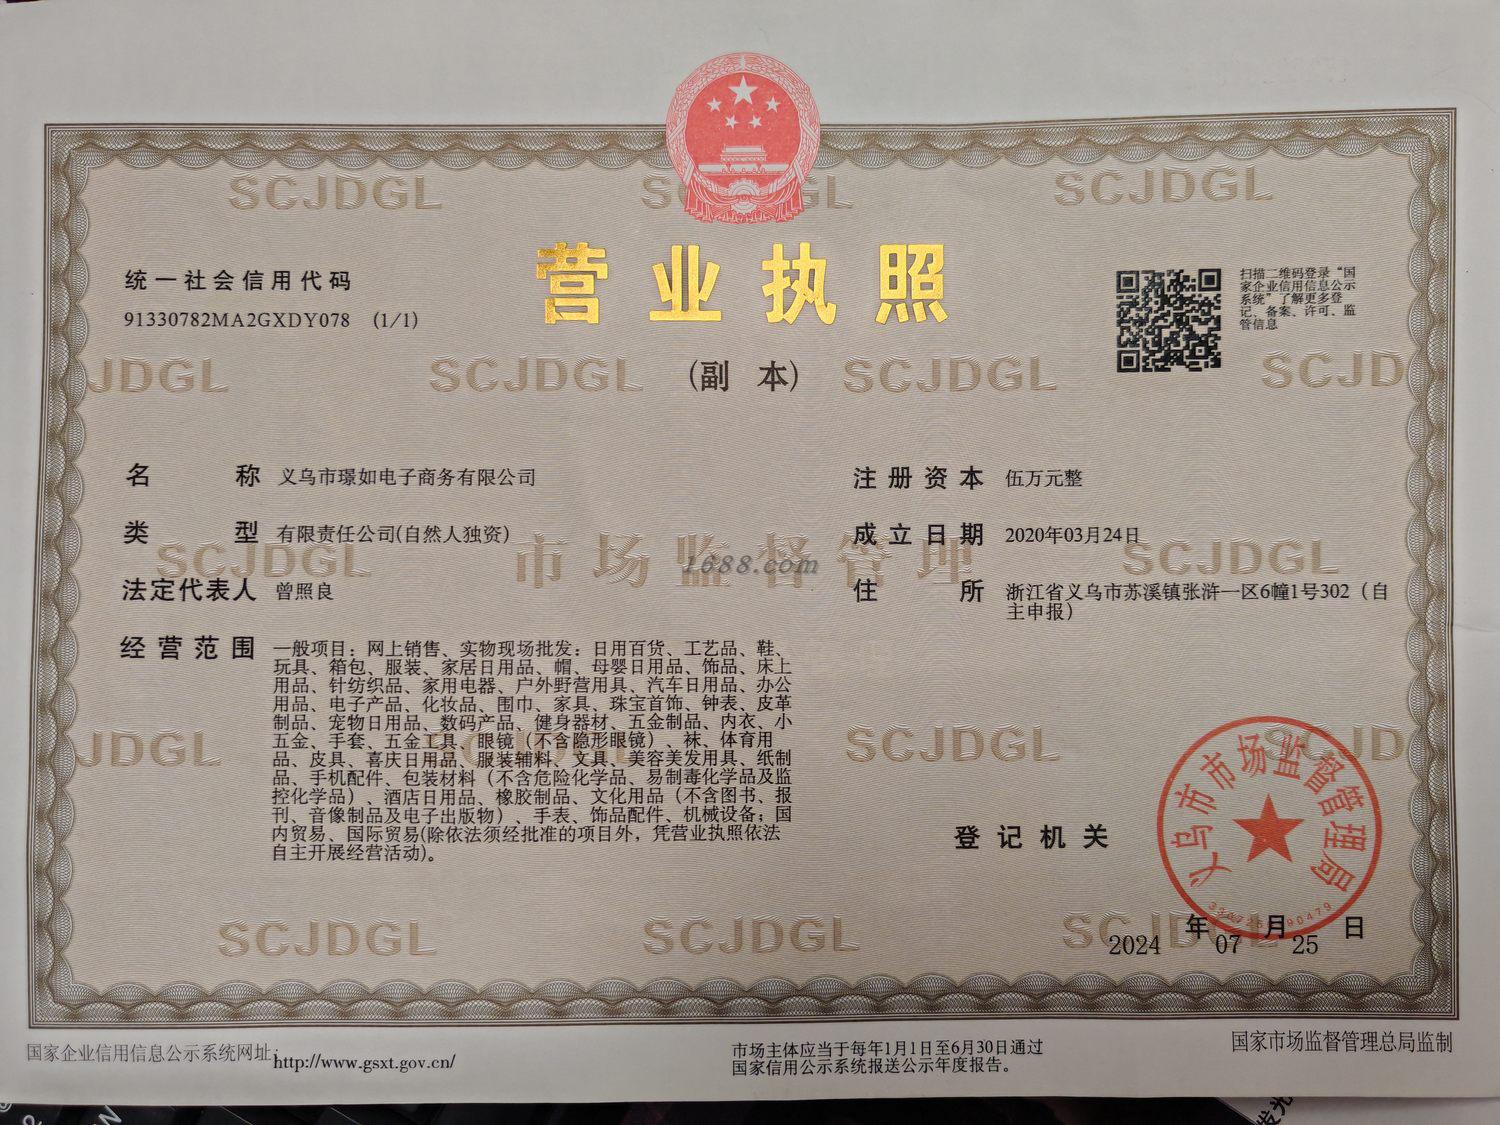 营业执照
(副 本)
统一社会信用代码
91330782MA2GXDY078 (1/1)
扫描二维码登录“国
家企业信用信息公示
系统”了解更多登
记、备案、许可、监
管信息
名 称 义乌市璟如电子商务有限公司
类 型 有限责任公司(自然人独资)
法定代表人 曾照良
经营范围 一般项目：网上销售、实物现场批发：日用百货、工艺品、鞋、
玩具、箱包、服装、家居日用品、帽、母婴日用品、饰品、床上
用品、针纺织品、家用电器、户外野营用具、汽车日用品、办公
用品、电子产品、化妆品、围巾、家具、珠宝首饰、钟表、皮革
制品、宠物日用品、数码产品、健身器材、五金制品、内衣、小
五金、手套、五金工具、眼镜（不含隐形眼镜）、袜、体育用
品、皮具、喜庆日用品、服装辅料、文具、美容美发用具、纸制
品、手机配件、包装材料（不含危险化学品、易制毒化学品及监
控化学品）、酒店日用品、橡胶制品、文化用品（不含图书、报
刊、音像制品及电子出版物）、手表、饰品配件、机械设备；国
内贸易、国际贸易(除依法须经批准的项目外，凭营业执照依法
自主开展经营活动)。
注册资本 伍万元整
成立日期 2020年03月24日
住 所 浙江省义乌市苏溪镇张浒一区6幢1号302（自
主申报）
登记机关
义乌市市场监督管理局
2024 年 07 月 25 日
SCJDGL
SCJDGL
SCJDGL
JDGL
SCJDGL
SCJDGL
SCJD
SCJDGL
市场监督管理
SCJDGL
1688.com
JDGL
SCJDGL
SCJD
SCJDGL
SCJDGL
SCJDGL
国家企业信用信息公示系统网址：http://www.gsxt.gov.cn/
市场主体应当于每年1月1日至6月30日通过
国家信用公示系统报送公示年度报告。
国家市场监督管理总局监制